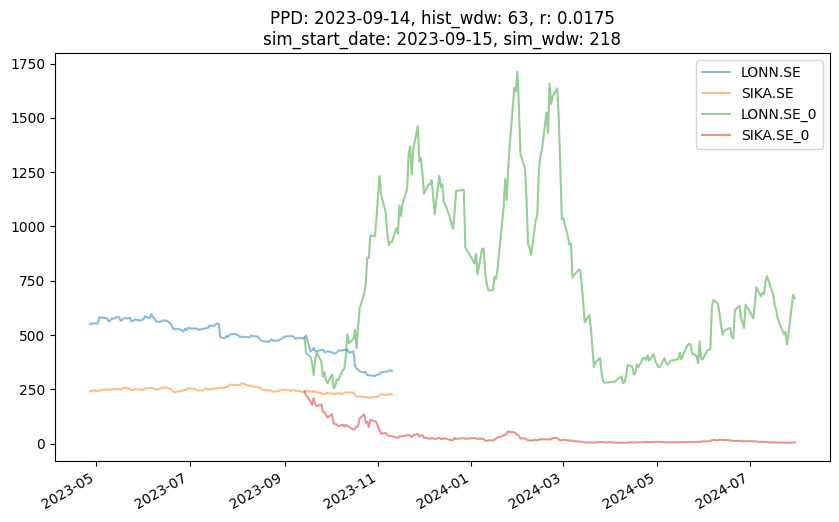 PPD: 2023-09-14, hist_wdw: 63, r: 0.0175
sim_start_date: 2023-09-15, sim_wdw: 218
1750
1500
1250
1000
750
500
250
0
LONN.SE
SIKA.SE
LONN.SE_0
SIKA.SE_0
2023-05
2023-07
2023-09
2023-11
2024-01
2024-03
2024-05
2024-07